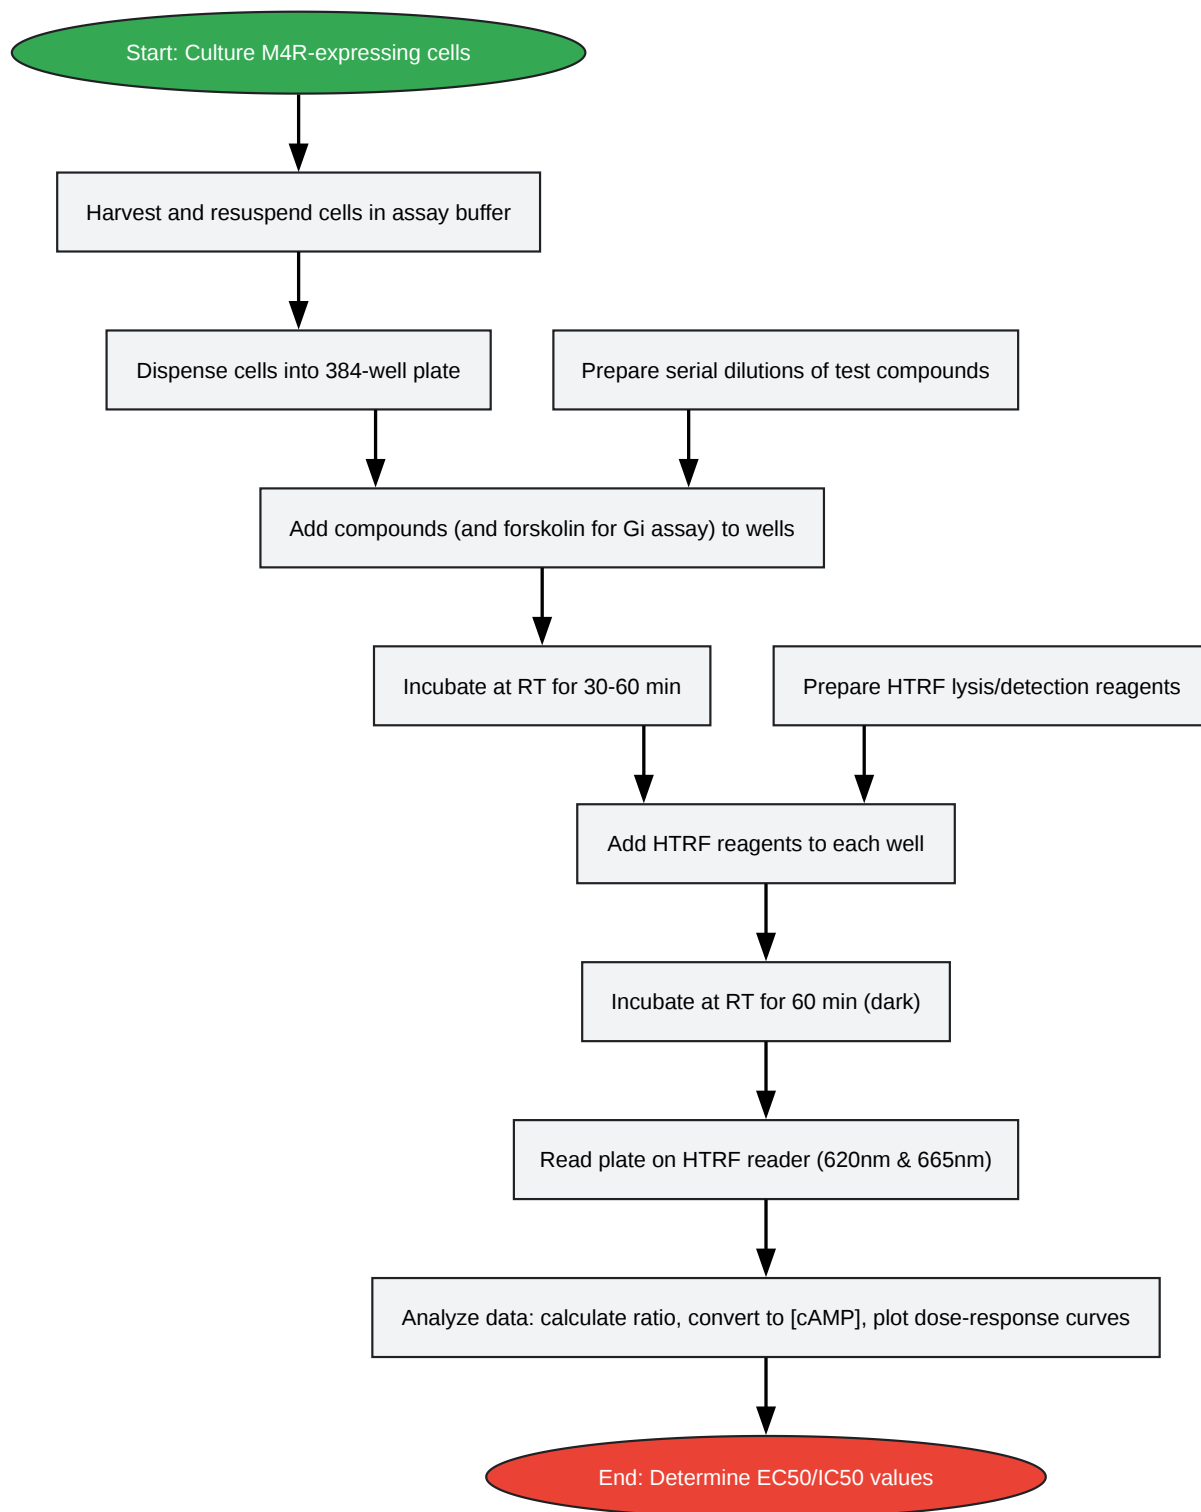 Start: Culture M4R-expressing cells
Harvest and resuspend cells in assay buffer
Dispense cells into 384-well plate
Prepare serial dilutions of test compounds
Add compounds (and forskolin for Gi assay) to wells
Incubate at RT for 30-60 min
Prepare HTRF lysis/detection reagents
Add HTRF reagents to each well
Incubate at RT for 60 min (dark)
Read plate on HTRF reader (620nm & 665nm)
Analyze data: calculate ratio, convert to [cAMP], plot dose-response curves
End: Determine EC50/IC50 values